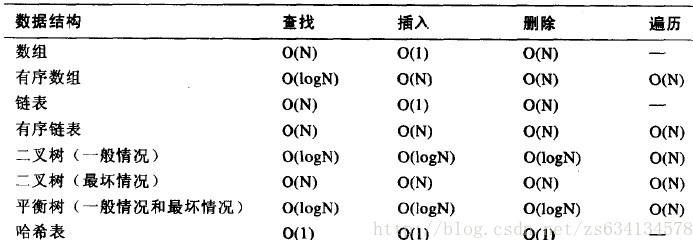 数据结构 查找 插入 删除 遍历
数组 O(N) O(1) O(N) —
有序数组 O(logN) O(N) O(N) O(N)
链表 O(N) O(1) O(N) —
有序链表 O(N) O(N) O(N) O(N)
二叉树（一般情况） O(logN) O(logN) O(logN) O(N)
二叉树（最坏情况） O(N) O(N) O(N) O(N)
平衡树（一般情况和最坏情况） O(logN) O(logN) O(logN) O(N)
哈希表 O(1) O(1) O(1) —
http://blog.csdn.net/zs634134578